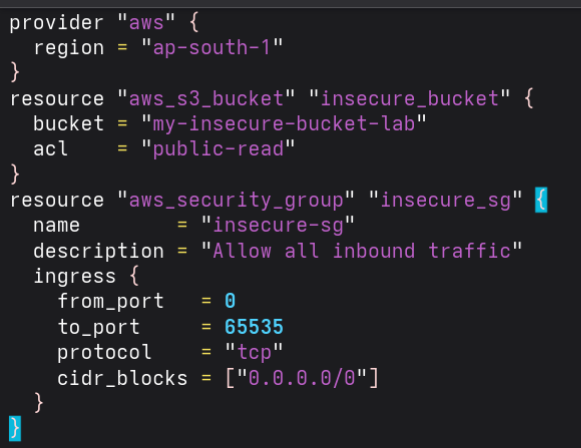 provider "aws" {
  region = "ap-south-1"
}
resource "aws_s3_bucket" "insecure_bucket" {
  bucket = "my-insecure-bucket-lab"
  acl    = "public-read"
}
resource "aws_security_group" "insecure_sg" {
  name        = "insecure-sg"
  description = "Allow all inbound traffic"
  ingress {
    from_port   = 0
    to_port     = 65535
    protocol    = "tcp"
    cidr_blocks = ["0.0.0.0/0"]
  }
}